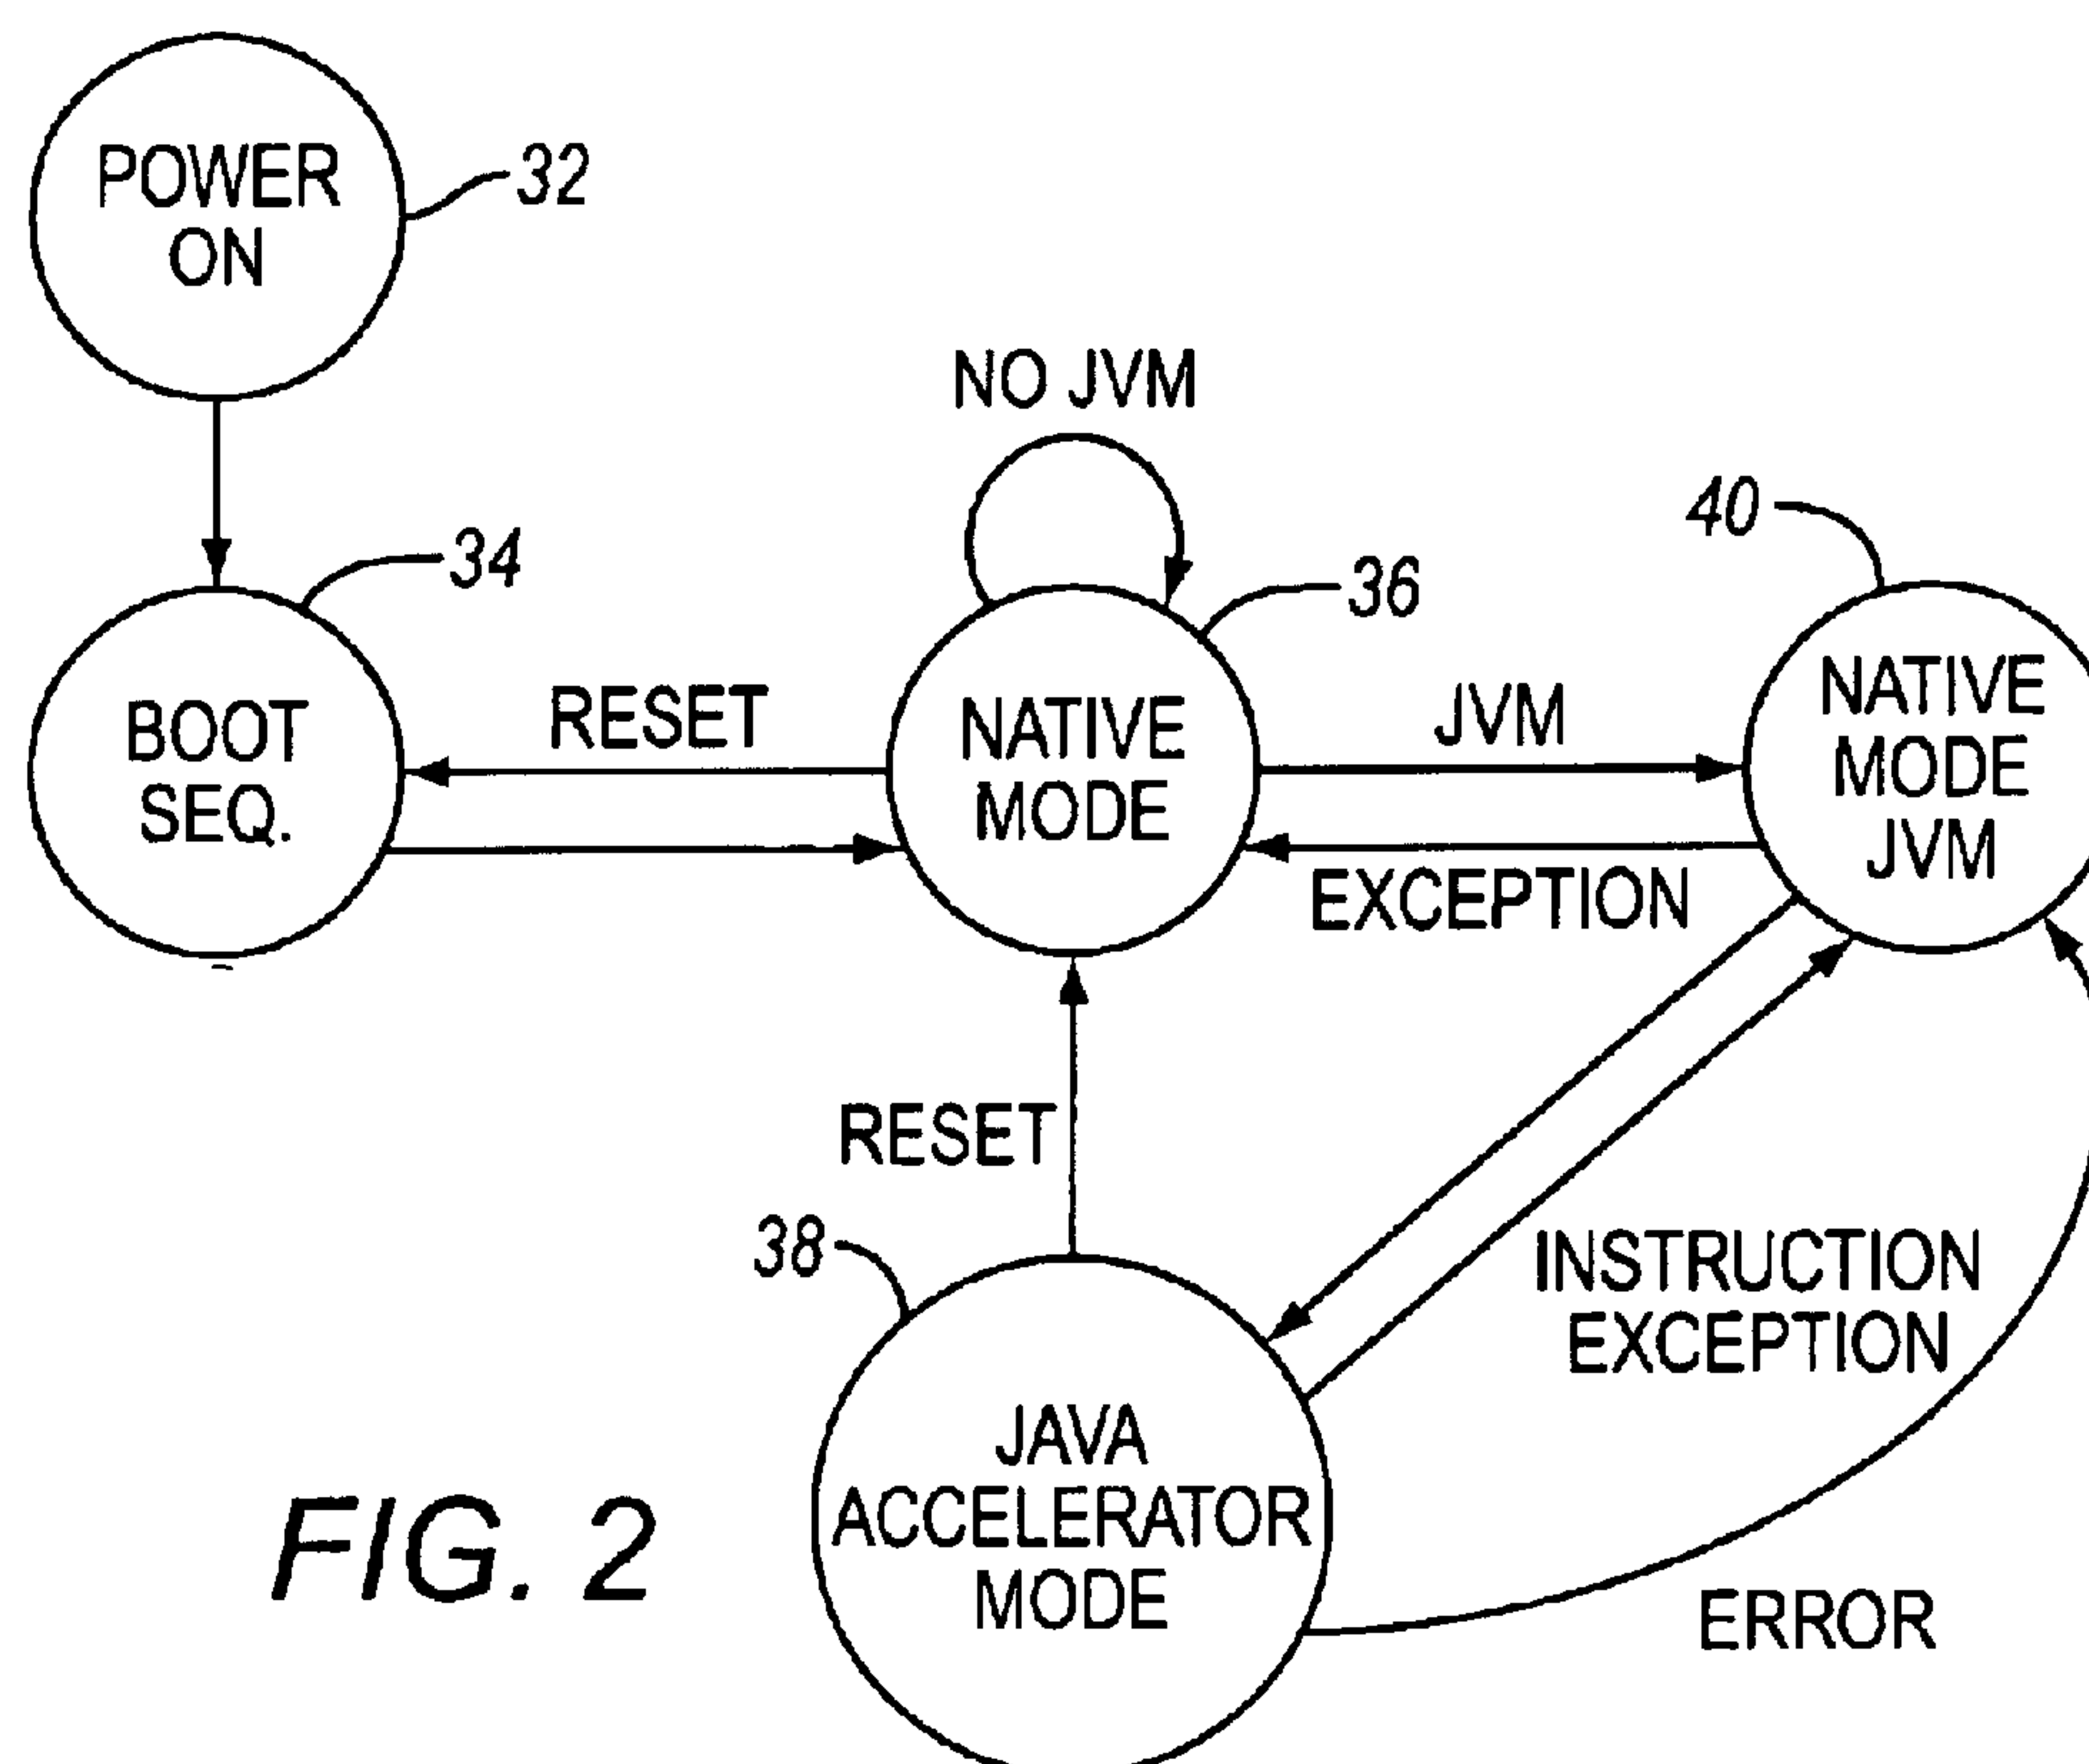 POWER
ON
32
NO JVM
40
34
36
BOOT
SEQ.
RESET
NATIVE
MODE
JVM
NATIVE
MODE
JVM
EXCEPTION
RESET
38
INSTRUCTION
EXCEPTION
JAVA
ACCELERATOR
MODE
ERROR
FIG. 2